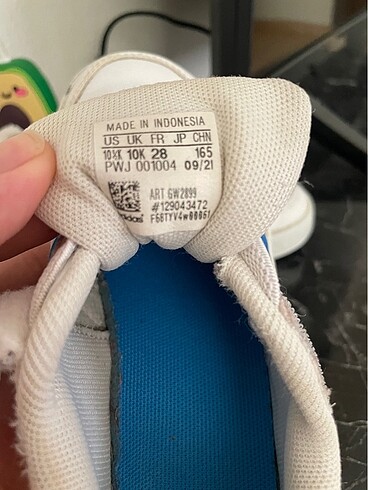 MADE IN INDONESIA
US UK FR JP CHN
10½K 10K 28 165
PWJ 001004 09/21
ART GW2899
#129043472
adidas